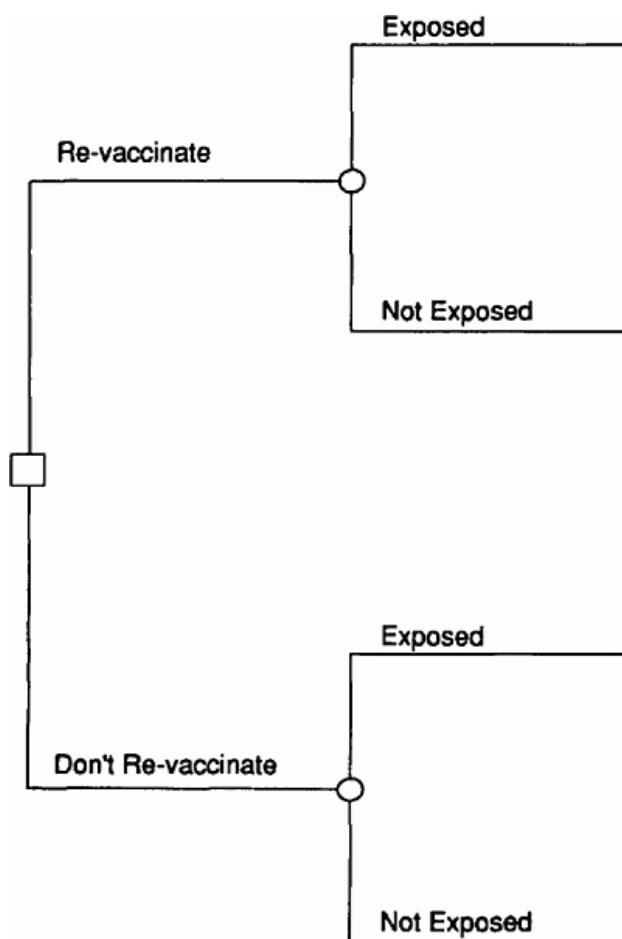 Exposed
Re-vaccinate
Not Exposed
Exposed
Don't Re-vaccinate
Not Exposed